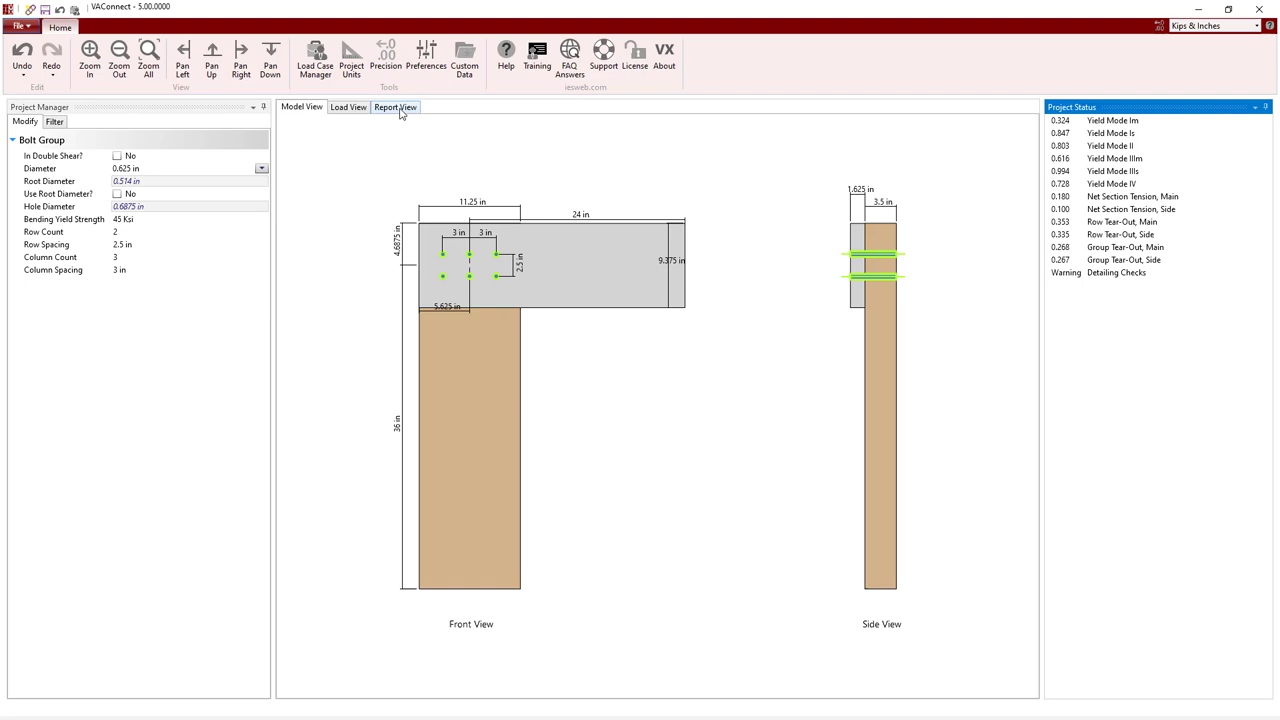 VAConnect - 5.00.0000
File
Home
Kips & Inches
Undo
Redo
Zoom In
Zoom Out
Zoom All
Pan Left
Pan Up
Pan Right
Pan Down
Load Case Manager
Project Units
Precision
Preferences
Custom Data
Help
Training
FAQ Answers
Support
License
About
Edit
View
Tools
iesweb.com
Project Manager
Modify
Filter
Bolt Group
In Double Shear? No
Diameter 0.625 in
Root Diameter 0.514 in
Use Root Diameter? No
Hole Diameter 0.6875 in
Bending Yield Strength 45 Ksi
Row Count 2
Row Spacing 2.5 in
Column Count 3
Column Spacing 3 in
Model View
Load View
Report View
11.25 in
24 in
3 in
3 in
4.6875 in
2.5 in
9.375 in
5.625 in
36 in
Front View
1.625 in
3.5 in
Side View
Project Status
0.324 Yield Mode Im
0.847 Yield Mode Is
0.803 Yield Mode II
0.616 Yield Mode IIIm
0.994 Yield Mode IIIs
0.728 Yield Mode IV
0.180 Net Section Tension, Main
0.100 Net Section Tension, Side
0.353 Row Tear-Out, Main
0.335 Row Tear-Out, Side
0.268 Group Tear-Out, Main
0.267 Group Tear-Out, Side
Warning Detailing Checks